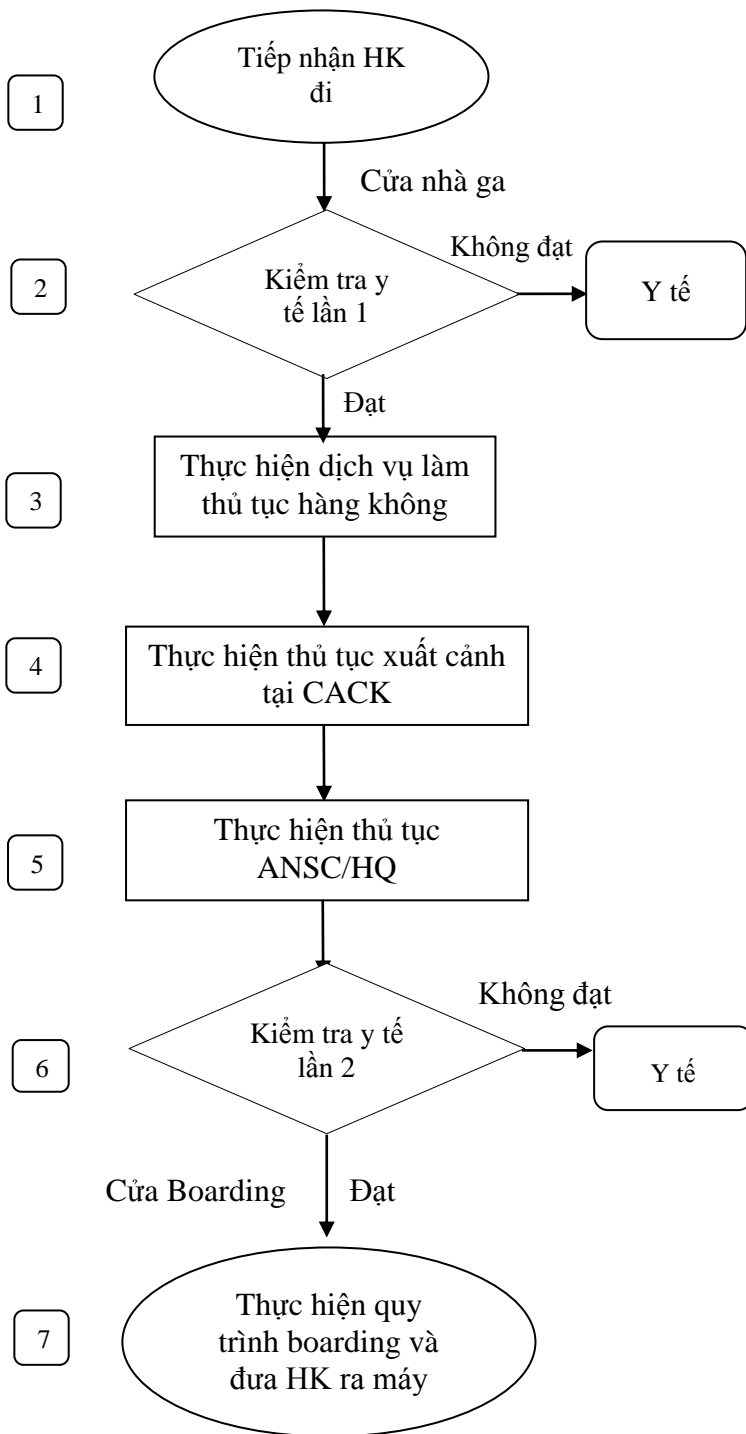 Tiếp nhận HK
đi
1
Cửa nhà ga
Không đạt
2
Kiểm tra y
tế lần 1
Y tế
Đạt
3
Thực hiện dịch vụ làm
thủ tục hàng không
4
Thực hiện thủ tục xuất cảnh
tại CACK
5
Thực hiện thủ tục
ANSC/HQ
Không đạt
6
Kiểm tra y tế
lần 2
Y tế
Cửa Boarding
Đạt
7
Thực hiện quy
trình boarding và
đưa HK ra máy